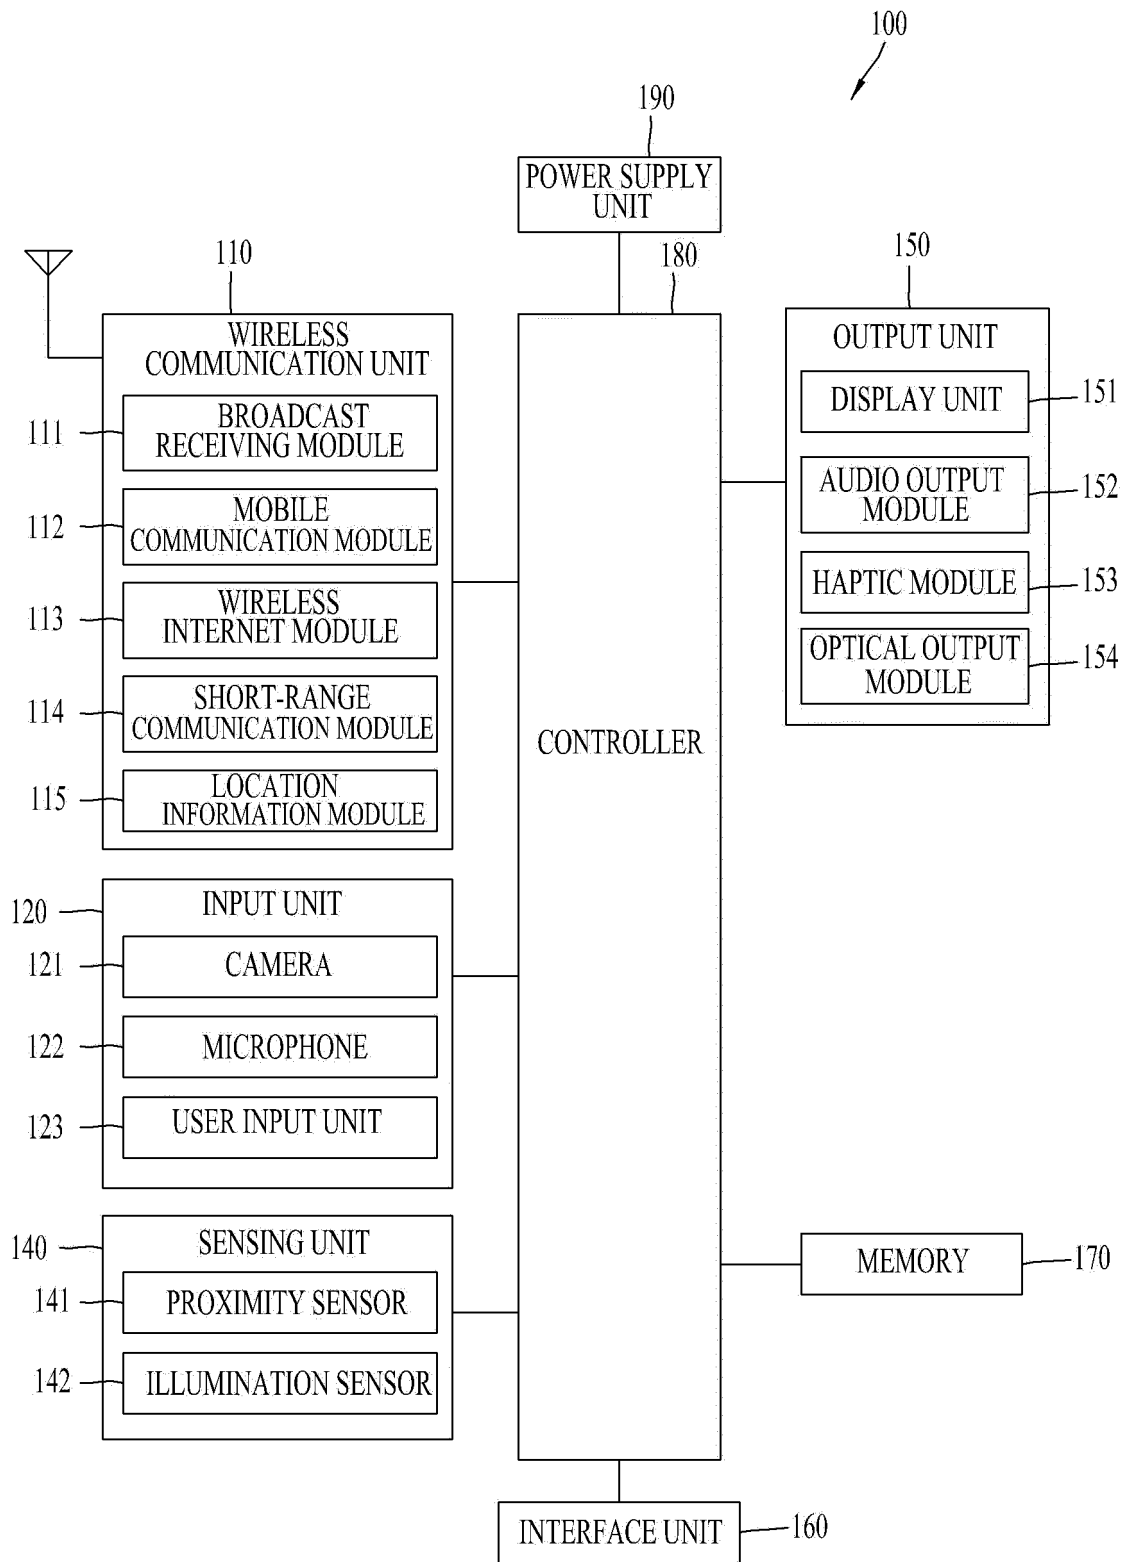 100
190
POWER SUPPLY
UNIT
110
180
150
WIRELESS
COMMUNICATION UNIT
111
BROADCAST
RECEIVING MODULE
112
MOBILE
COMMUNICATION MODULE
113
WIRELESS
INTERNET MODULE
114
SHORT-RANGE
COMMUNICATION MODULE
115
LOCATION
INFORMATION MODULE
120
INPUT UNIT
121
CAMERA
122
MICROPHONE
123
USER INPUT UNIT
140
SENSING UNIT
141
PROXIMITY SENSOR
142
ILLUMINATION SENSOR
CONTROLLER
OUTPUT UNIT
DISPLAY UNIT
151
AUDIO OUTPUT
MODULE
152
HAPTIC MODULE
153
OPTICAL OUTPUT
MODULE
154
MEMORY
170
INTERFACE UNIT
160